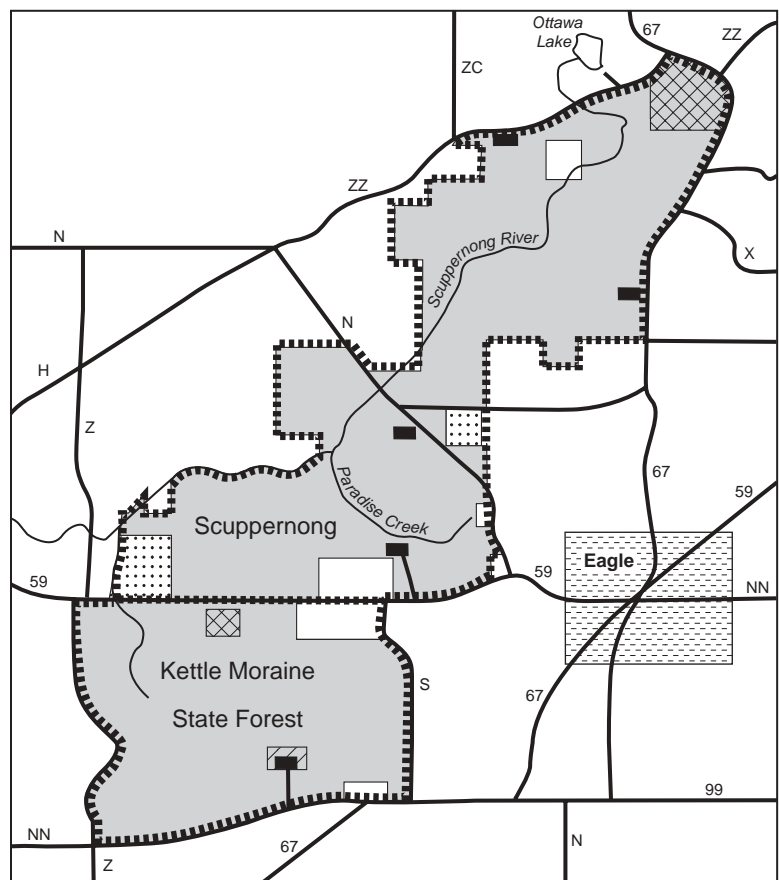 Ottawa
Lake
67
ZZ
ZC
ZZ
N
Scuppernong River
X
N
H
Z
67
59
Paradise Creek
Scuppernong
Eagle
59
59
NN
Kettle Moraine
State Forest
S
67
99
NN
67
N
Z